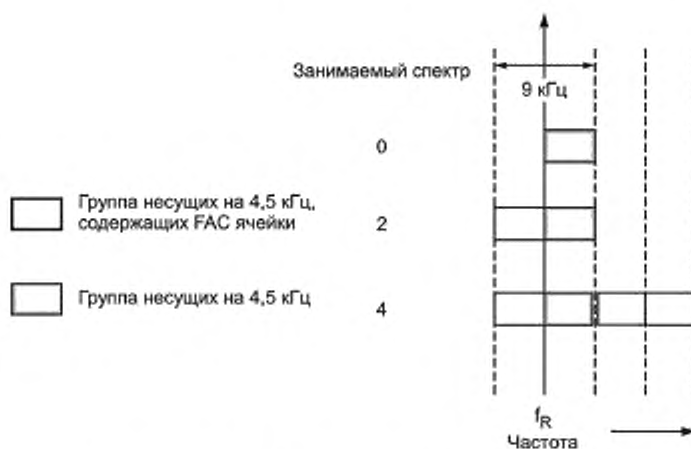 Занимаемый спектр
9 кГц
0
Группа несущих на 4,5 кГц,
содержащих FAC ячейки
2
Группа несущих на 4,5 кГц
4
fR
Частота